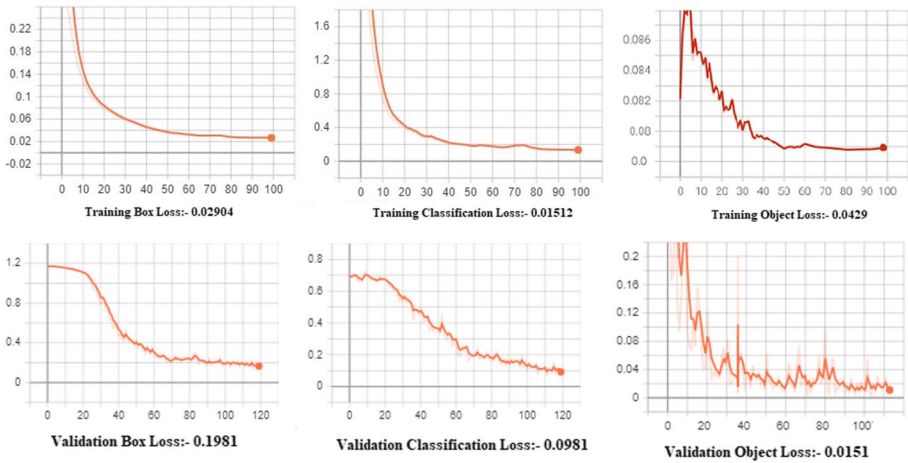 0.22
0.18
0.14
0.1
0.06
0.02
-0.02
0 10 20 30 40 50 60 70 80 90 100
Training Box Loss:- 0.02904
1.6
1.2
0.8
0.4
0
0 10 20 30 40 50 60 70 80 90 100
Training Classification Loss:- 0.01512
0.086
0.084
0.082
0.08
0.0
0 10 20 30 40 50 60 70 80 90 100
Training Object Loss:- 0.0429
1.2
0.8
0.4
0
0 20 40 60 80 100 120
Validation Box Loss:- 0.1981
0.8
0.6
0.4
0.2
0
0 20 40 60 80 100 120
Validation Classification Loss:- 0.0981
0.2
0.16
0.12
0.08
0.04
0
0 20 40 60 80 100
Validation Object Loss:- 0.0151